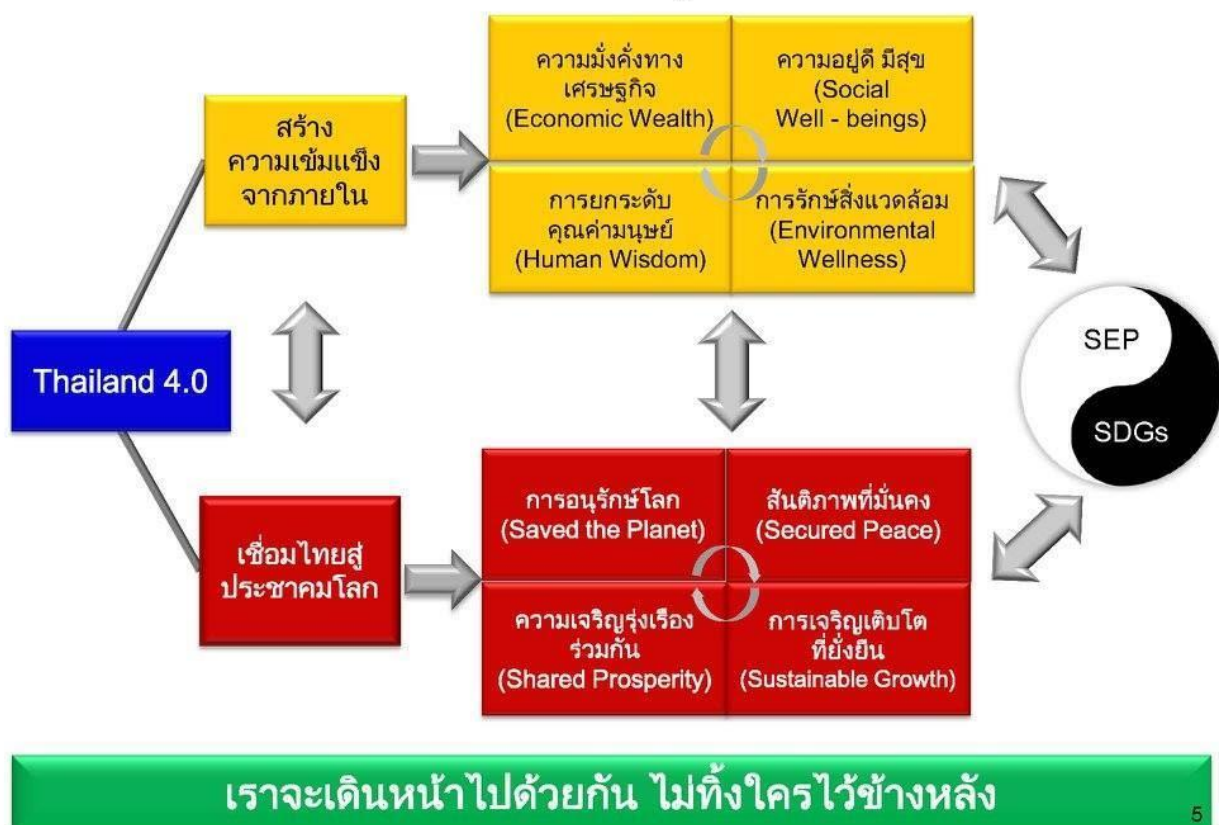 ความมั่งคั่งทาง
เศรษฐกิจ
(Economic Wealth)
ความอยู่ดี มีสุข
(Social
Well - beings)
สร้าง
ความเข้มแข็ง
จากภายใน
การยกระดับ
คุณค่ามนุษย์
(Human Wisdom)
การรักษ์สิ่งแวดล้อม
(Environmental
Wellness)
Thailand 4.0
SEP
SDGs
เชื่อมไทยสู่
ประชาคมโลก
การอนุรักษ์โลก
(Saved the Planet)
สันติภาพที่มั่นคง
(Secured Peace)
ความเจริญรุ่งเรือง
ร่วมกัน
(Shared Prosperity)
การเจริญเติบโต
ที่ยั่งยืน
(Sustainable Growth)
เราจะเดินหน้าไปด้วยกัน ไม่ทิ้งใครไว้ข้างหลัง
5